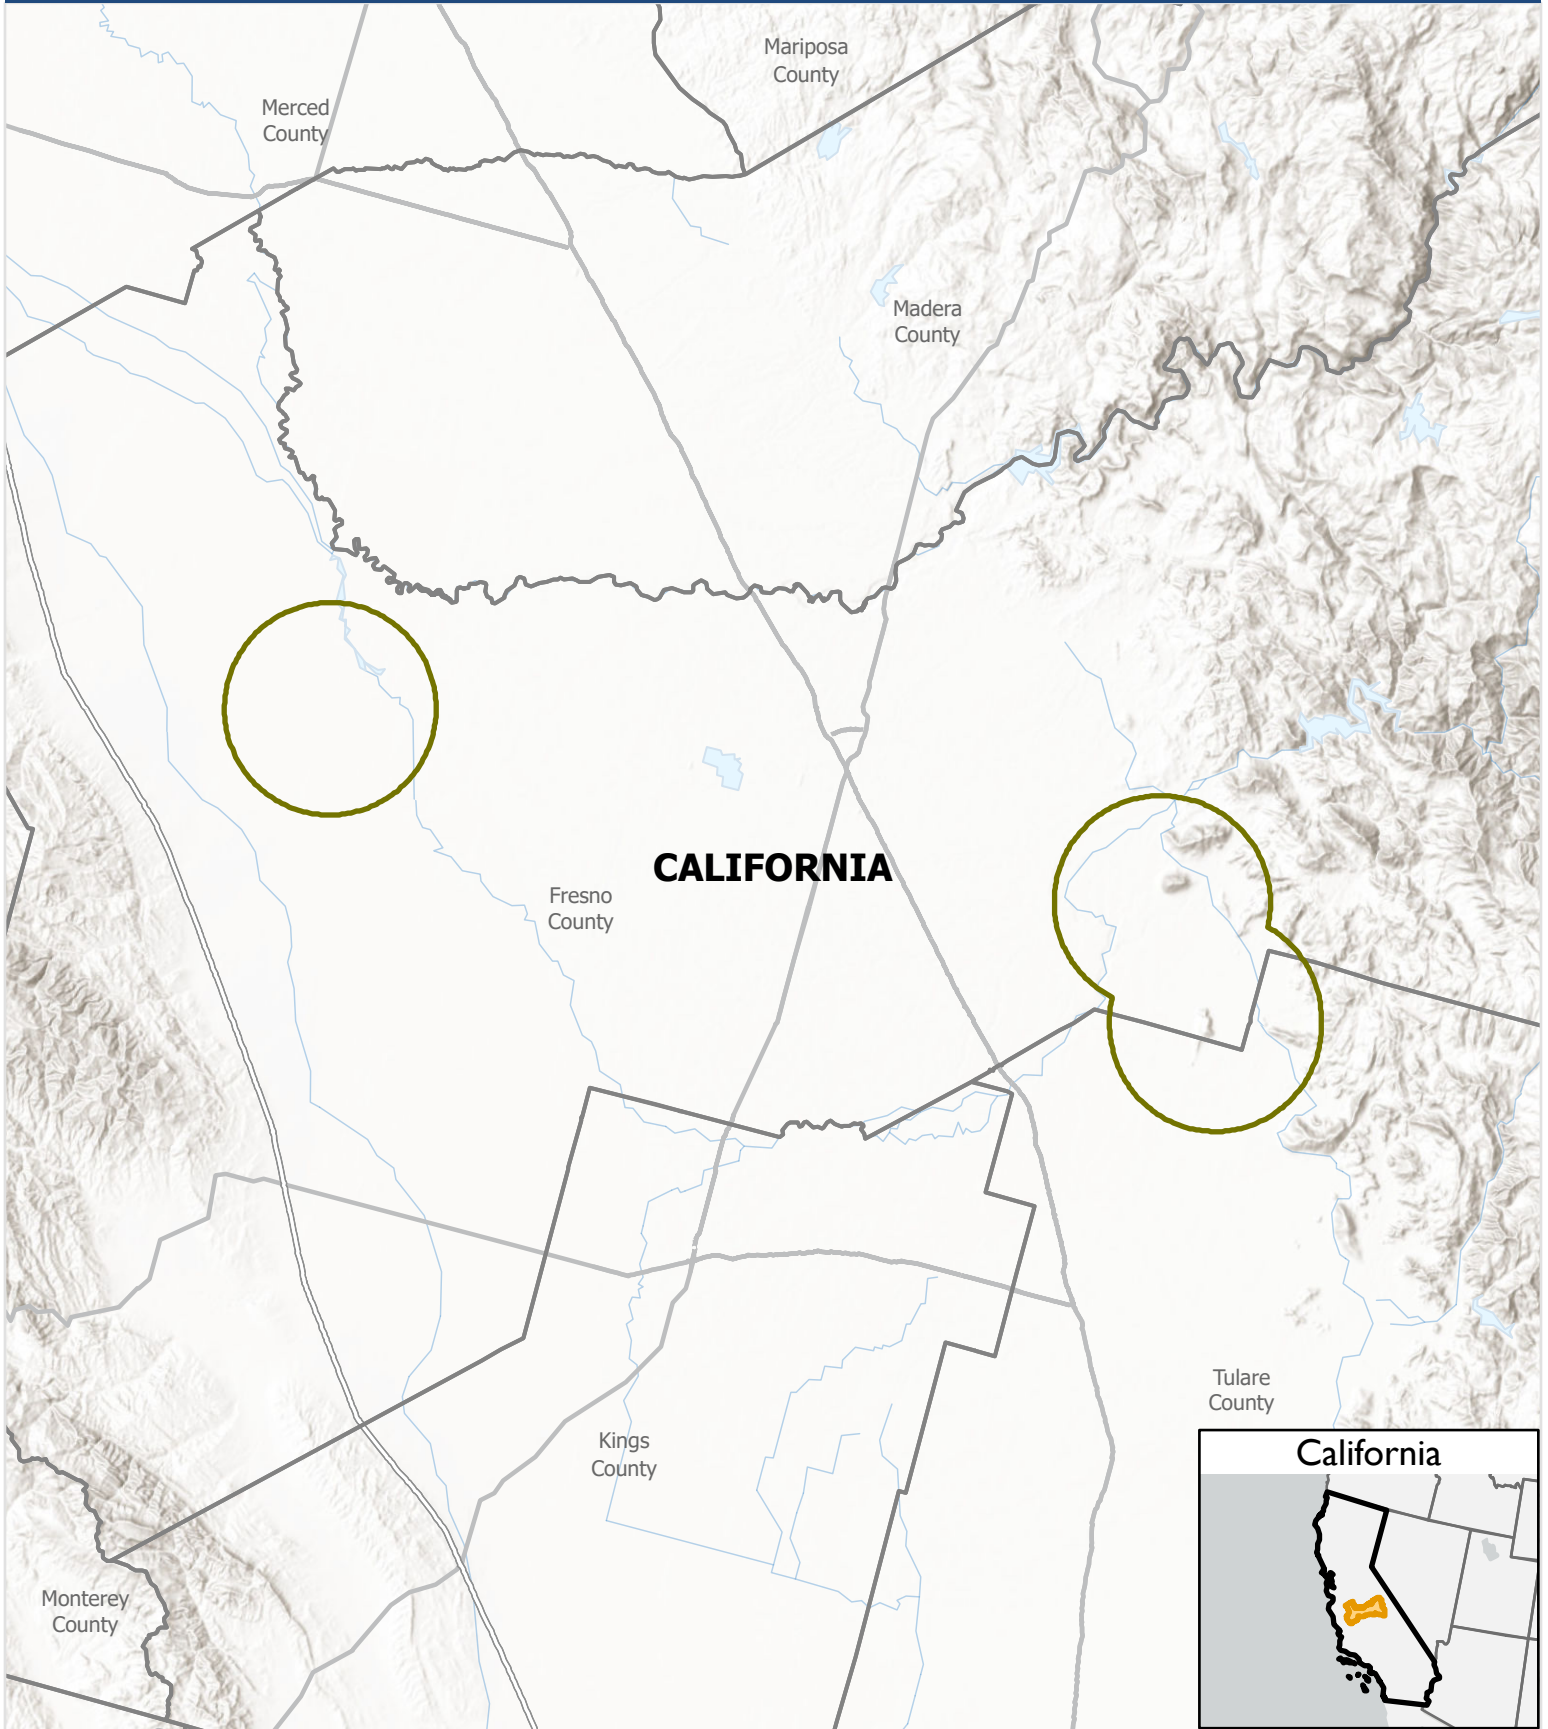 Mariposa
County
Merced
County
Madera
County
CALIFORNIA
Fresno
County
Tulare
County
Kings
County
California
Monterey
County